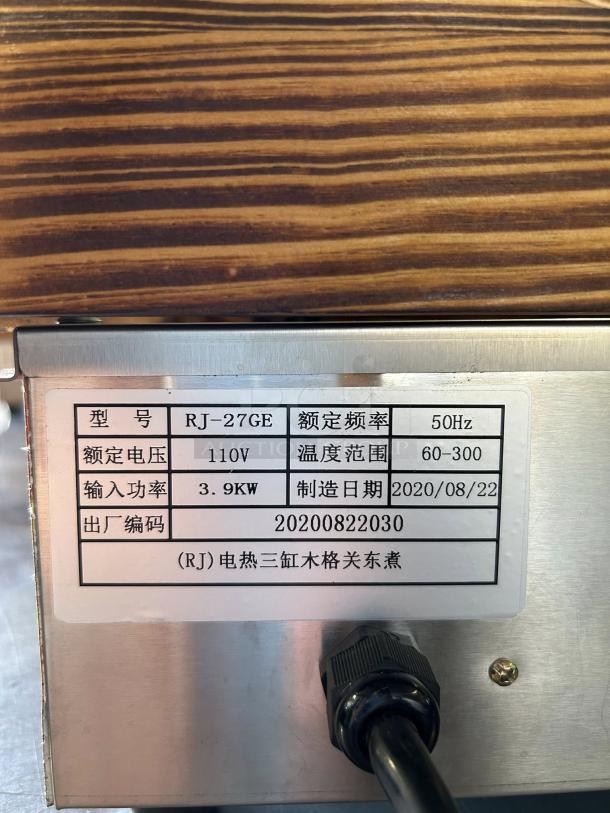 型 号 RJ-27GE 额定频率 50Hz
额定电压 110V 温度范围 60-300
输入功率 3.9KW 制造日期 2020/08/22
出厂编码 20200822030
(RJ)电热三缸木格关东煮